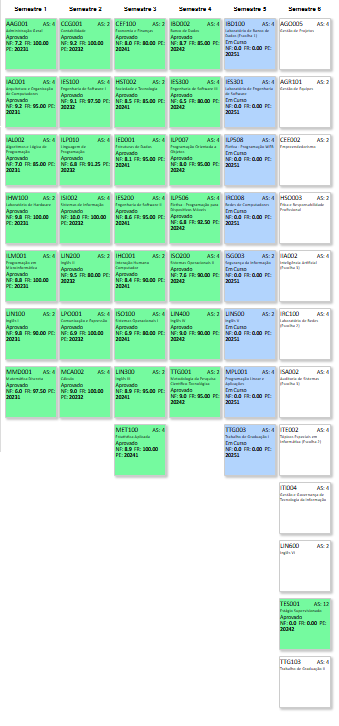 Semestre 1
AAG001 AS: 4
Administração Geral
Aprovado
NF: 7.2 FR: 100.00
PE: 20231
IAC001 AS: 4
Arquitetura e Organização
de Computadores
Aprovado
NF: 9.2 FR: 95.00
PE: 20231
IAL002 AS: 4
Algoritmos e Lógica de
Programação
Aprovado
NF: 7.0 FR: 85.00 PE:
20231
IHW100 AS: 2
Laboratório de Hardware
Aprovado
NF: 9.8 FR: 100.00
PE: 20231
ILM001 AS: 4
Programação em
Microinformática
Aprovado
NF: 8.8 FR: 100.00
PE: 20231
LIN100 AS: 2
Inglês I
Aprovado
NF: 9.8 FR: 90.00 PE:
20231
MMD001 AS: 4
Matemática Discreta
Aprovado
NF: 6.0 FR: 97.50 PE:
20231
Semestre 2
CCG001 AS: 4
Contabilidade
Aprovado
NF: 9.2 FR: 100.00
PE: 20232
IES100 AS: 4
Engenharia de Software I
Aprovado
NF: 9.1 FR: 97.50 PE:
20232
ILP010 AS: 4
Linguagem de
Programação
Aprovado
NF: 6.8 FR: 91.25 PE:
20232
ISI002 AS: 4
Sistemas de Informação
Aprovado
NF: 10.0 FR: 100.00
PE: 20232
LIN200 AS: 2
Inglês II
Aprovado
NF: 9.5 FR: 80.00 PE:
20232
LPO001 AS: 4
Comunicação e Expressão
Aprovado
NF: 6.9 FR: 100.00
PE: 20232
MCA002 AS: 4
Cálculo
Aprovado
NF: 9.0 FR: 100.00
PE: 20232
Semestre 3
CEF100 AS: 2
Economia e Finanças
Aprovado
NF: 8.0 FR: 80.00 PE:
20241
HST002 AS: 2
Sociedade e Tecnologia
Aprovado
NF: 8.5 FR: 85.00 PE:
20241
IED001 AS: 4
Estruturas de Dados
Aprovado
NF: 8.1 FR: 95.00 PE:
20241
IES200 AS: 4
Engenharia de Software II
Aprovado
NF: 8.6 FR: 95.00 PE:
20241
IHC001 AS: 2
Interação Humano
Computador
Aprovado
NF: 8.4 FR: 90.00 PE:
20241
ISO100 AS: 4
Sistemas Operacionais I
Aprovado
NF: 6.9 FR: 80.00 PE:
20241
LIN300 AS: 2
Inglês III
Aprovado
NF: 8.9 FR: 95.00 PE:
20241
MET100 AS: 4
Estatística Aplicada
Aprovado
NF: 8.9 FR: 100.00
PE: 20241
Semestre 4
IBD002 AS: 4
Banco de Dados
Aprovado
NF: 8.7 FR: 85.00 PE:
20242
IES300 AS: 4
Engenharia de Software III
Aprovado
NF: 8.5 FR: 80.00 PE:
20242
ILP007 AS: 4
Programação Orientada a
Objetos
Aprovado
NF: 8.0 FR: 95.00 PE:
20242
ILP506 AS: 4
Eletiva - Programação para
Dispositivos Móveis
Aprovado
NF: 6.8 FR: 92.50 PE:
20242
ISO200 AS: 4
Sistemas Operacionais II
Aprovado
NF: 7.6 FR: 90.00 PE:
20242
LIN400 AS: 2
Inglês IV
Aprovado
NF: 9.0 FR: 90.00 PE:
20242
TTG001 AS: 2
Metodologia da Pesquisa
Científico-Tecnológica
Aprovado
NF: 9.0 FR: 95.00 PE:
20242
Semestre 5
IBD100 AS: 4
Laboratório de Banco de
Dados (Escolha 1)
Em Curso
NF: 0.0 FR: 0.00 PE:
20251
IES301 AS: 4
Laboratório de Engenharia
de Software
Em Curso
NF: 0.0 FR: 0.00 PE:
20251
ILP508 AS: 4
Eletiva - Programação WEB
Em Curso
NF: 0.0 FR: 0.00 PE:
20251
IRC008 AS: 4
Redes de Computadores
Em Curso
NF: 0.0 FR: 0.00 PE:
20251
ISG003 AS: 2
Segurança da Informação
Em Curso
NF: 0.0 FR: 0.00 PE:
20251
LIN500 AS: 2
Inglês V
Em Curso
NF: 0.0 FR: 0.00 PE:
20251
MPL001 AS: 4
Programação Linear e
Aplicações
Em Curso
NF: 0.0 FR: 0.00 PE:
20251
TTG003 AS: 4
Trabalho de Graduação I
Em Curso
NF: 0.0 FR: 0.00 PE:
20251
Semestre 6
AGO005 AS: 4
Gestão de Projetos
AGR101 AS: 2
Gestão de Equipes
CEE002 AS: 2
Empreendedorismo
HSO003 AS: 2
Ética e Responsabilidade
Profissional
IIA002 AS: 4
Inteligência Artificial
(Escolha 3)
IRC100 AS: 4
Laboratório de Redes
(Escolha 2)
ISA002 AS: 4
Auditoria de Sistemas
(Escolha 3)
ITE002 AS: 4
Tópicos Especiais em
Informática (Escolha 2)
ITI004 AS: 4
Gestão e Governança de
Tecnologia da Informação
LIN600 AS: 2
Inglês VI
TES001 AS: 12
Estágio Supervisionado
Aprovado
NF: 0.0 FR: 0.00 PE:
20242
TTG103 AS: 4
Trabalho de Graduação II